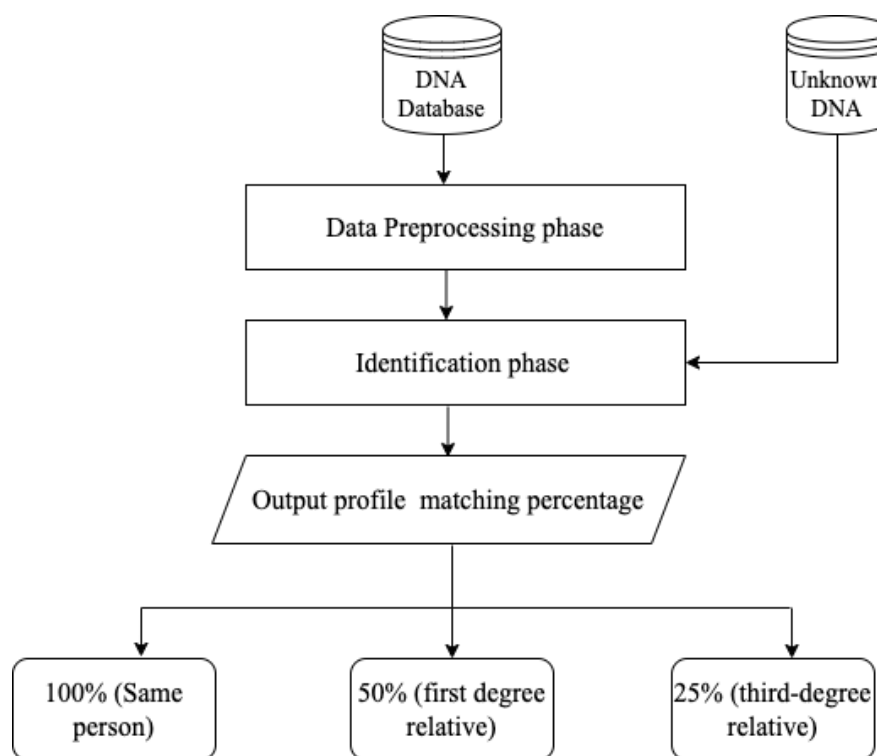 DNA
Database
Unknown
DNA
Data Preprocessing phase
Identification phase
Output profile matching percentage
100% (Same
person)
50% (first degree
relative)
25% (third-degree
relative)